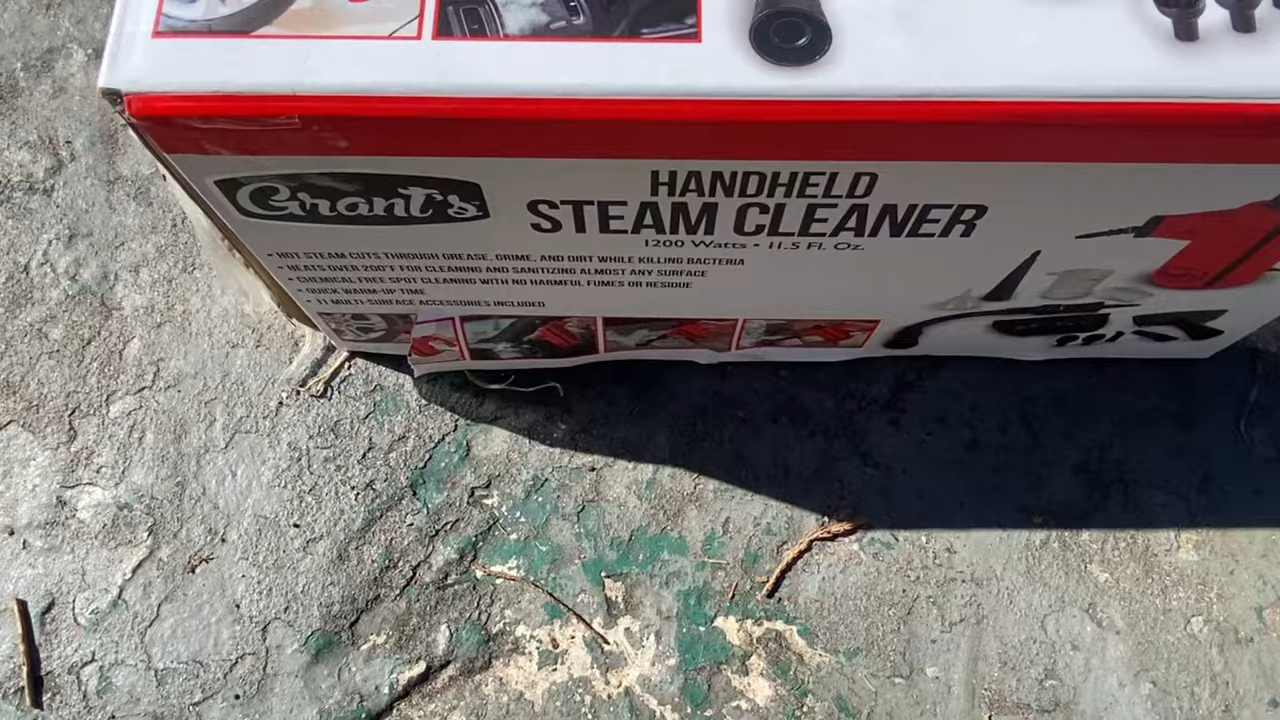 Grant's
HANDHELD
STEAM CLEANER
1200 Watts • 11.5 Fl. Oz.
• HOT STEAM CUTS THROUGH GREASE, GRIME, AND DIRT WHILE KILLING BACTERIA
• HEATS OVER 200°F FOR CLEANING AND SANITIZING ALMOST ANY SURFACE
• CHEMICAL FREE SPOT CLEANING WITH NO HARMFUL FUMES OR RESIDUE
• QUICK WARM-UP TIME
• 11 MULTI-SURFACE ACCESSORIES INCLUDED